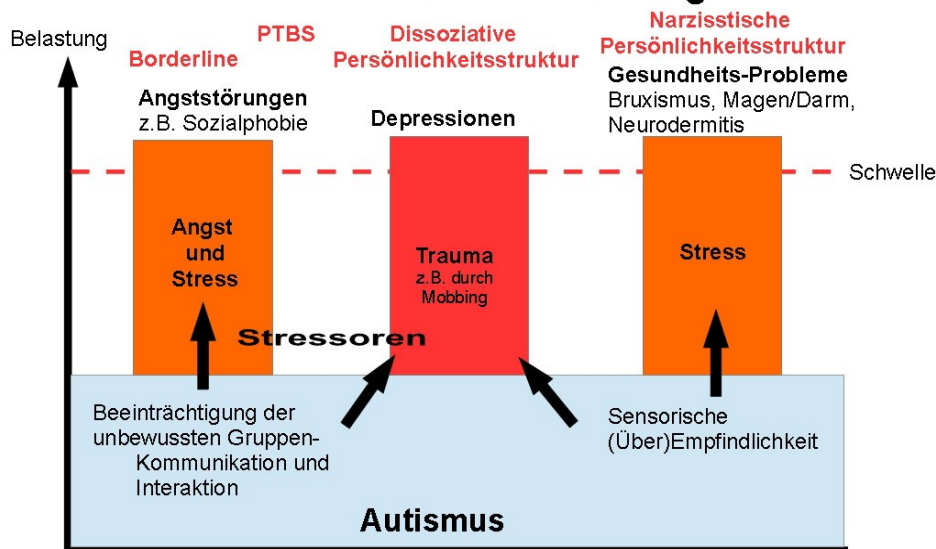 Belastung
Borderline
PTBS
Dissoziative
Persönlichkeitsstruktur
Narzisstische
Persönlichkeitsstruktur
Angststörungen
z.B. Sozialphobie
Depressionen
Gesundheits-Probleme
Bruxismus, Magen/Darm,
Neurodermitis
Schwelle
Angst
und
Stress
Trauma
z.B. durch
Mobbing
Stress
Stressoren
Beeinträchtigung der
unbewussten Gruppen-
Kommunikation und
Interaktion
Sensorische
(Über)Empfindlichkeit
Autismus